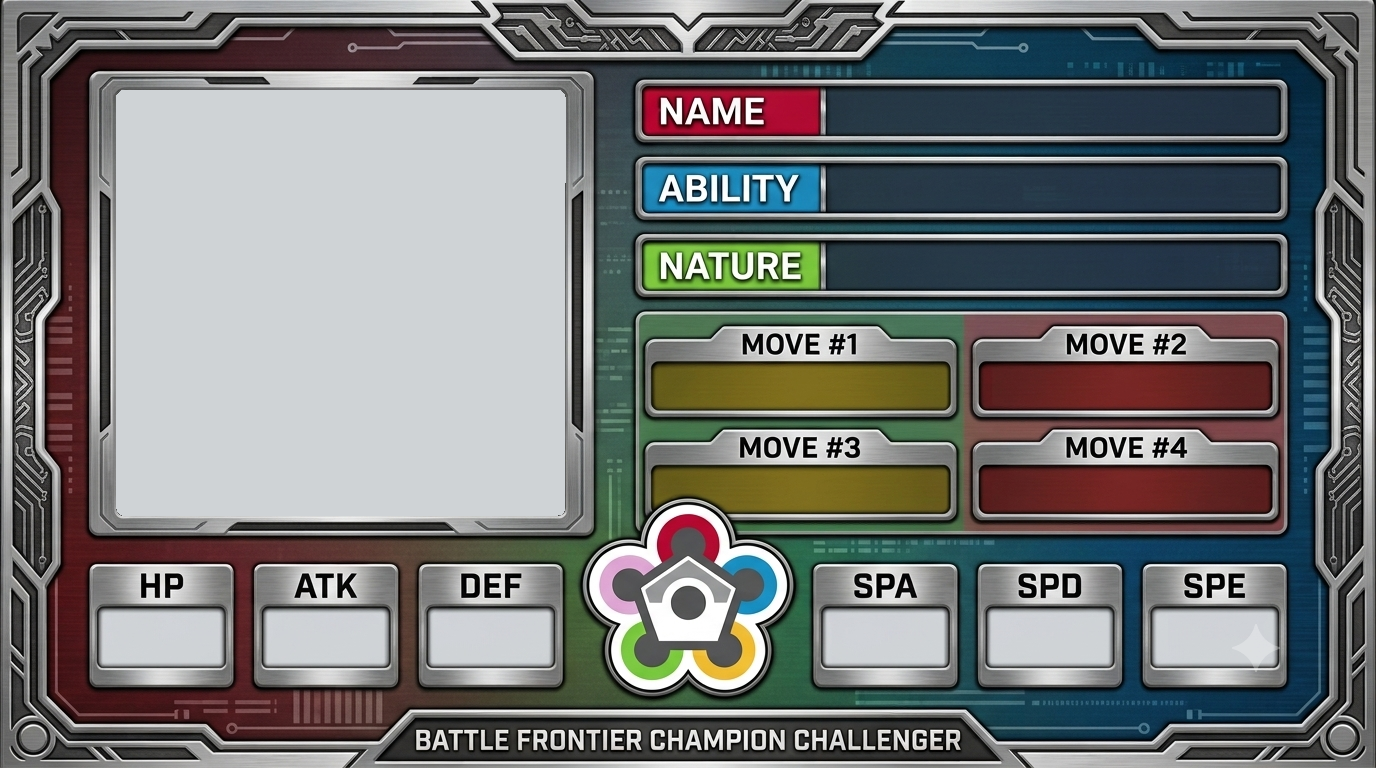 NAME
ABILITY
NATURE
MOVE #1
MOVE #2
MOVE #3
MOVE #4
HP
ATK
DEF
SPA
SPD
SPE
BATTLE FRONTIER CHAMPION CHALLENGER